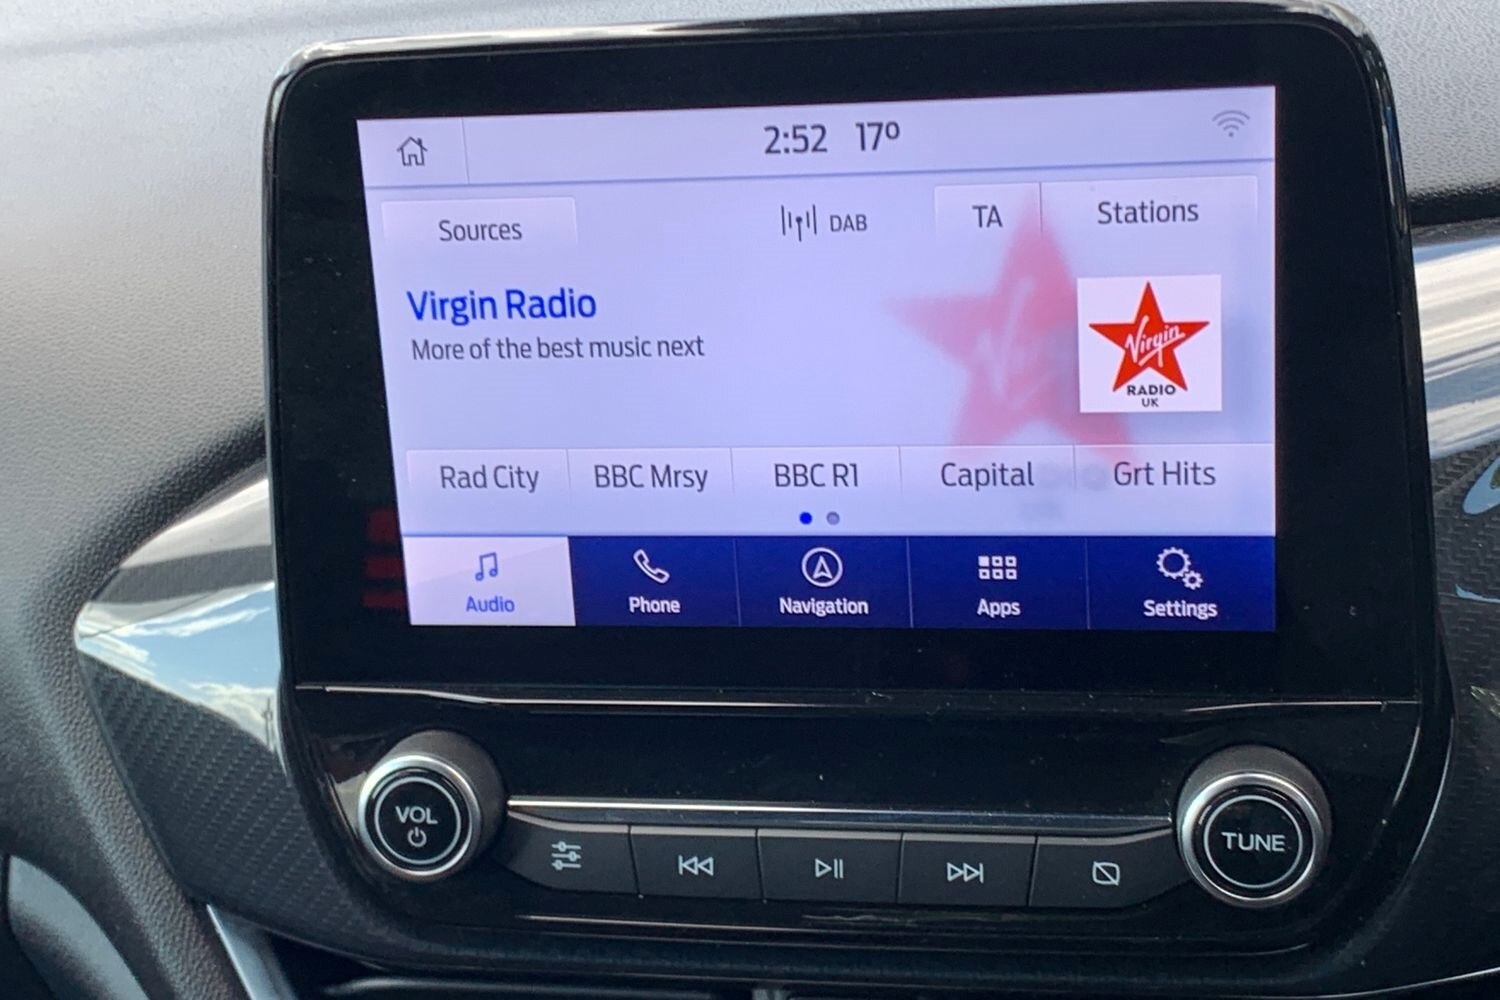 2:52 17º
Sources
DAB
TA
Stations
Virgin Radio
More of the best music next
Virgin
RADIO
UK
Rad City
BBC Mrsy
BBC R1
Capital
Grt Hits
Audio
Phone
Navigation
Apps
Settings
VOL
TUNE